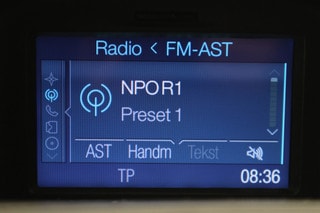 Radio < FM-AST
NPO R1
Preset 1
AST Handm Tekst
TP 08:36